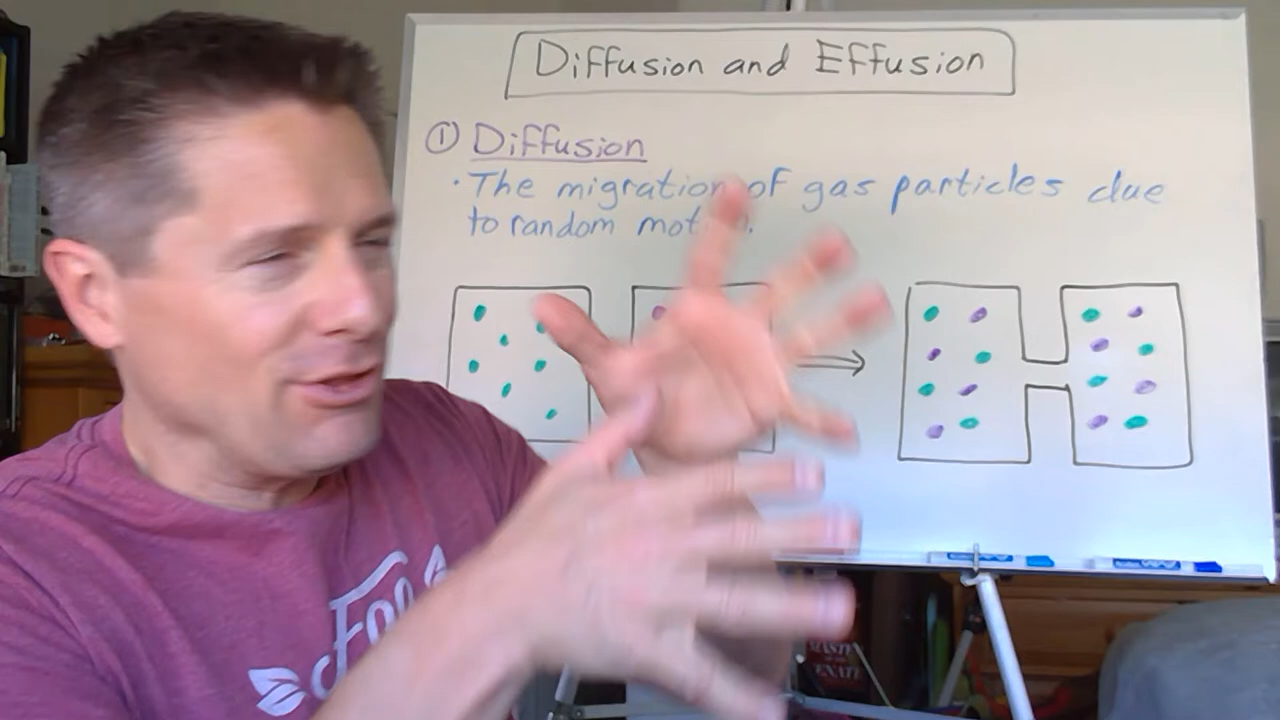 Diffusion and Effusion
① Diffusion
· The migration of gas particles due
to random